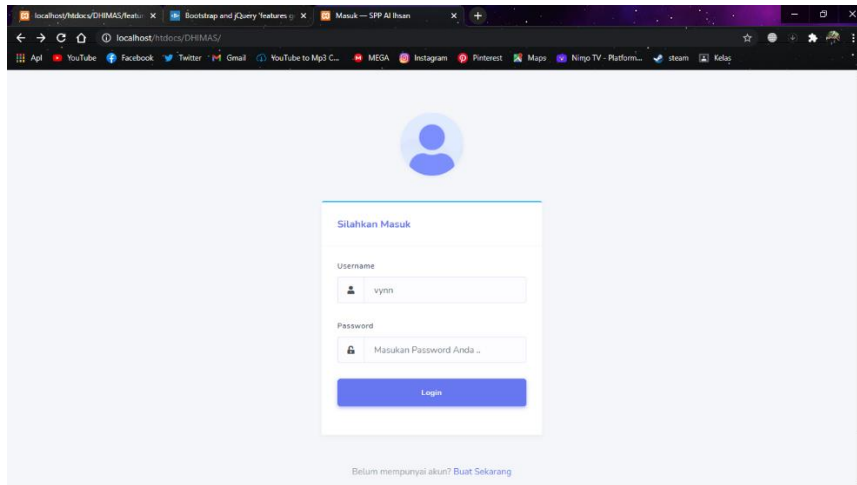 localhost/htdocs/DHIMAS/featur
Bootstrap and jQuery 'features
Masuk — SPP Al Ihsan
localhost/htdocs/DHIMAS/
Apl YouTube Facebook Twitter Gmail YouTube to Mp3 C... MEGA Instagram Pinterest Maps Nimo TV - Platform... steam Kelas
Silahkan Masuk
Username
vynn
Password
Masukan Password Anda ..
Login
Belum mempunyai akun? Buat Sekarang